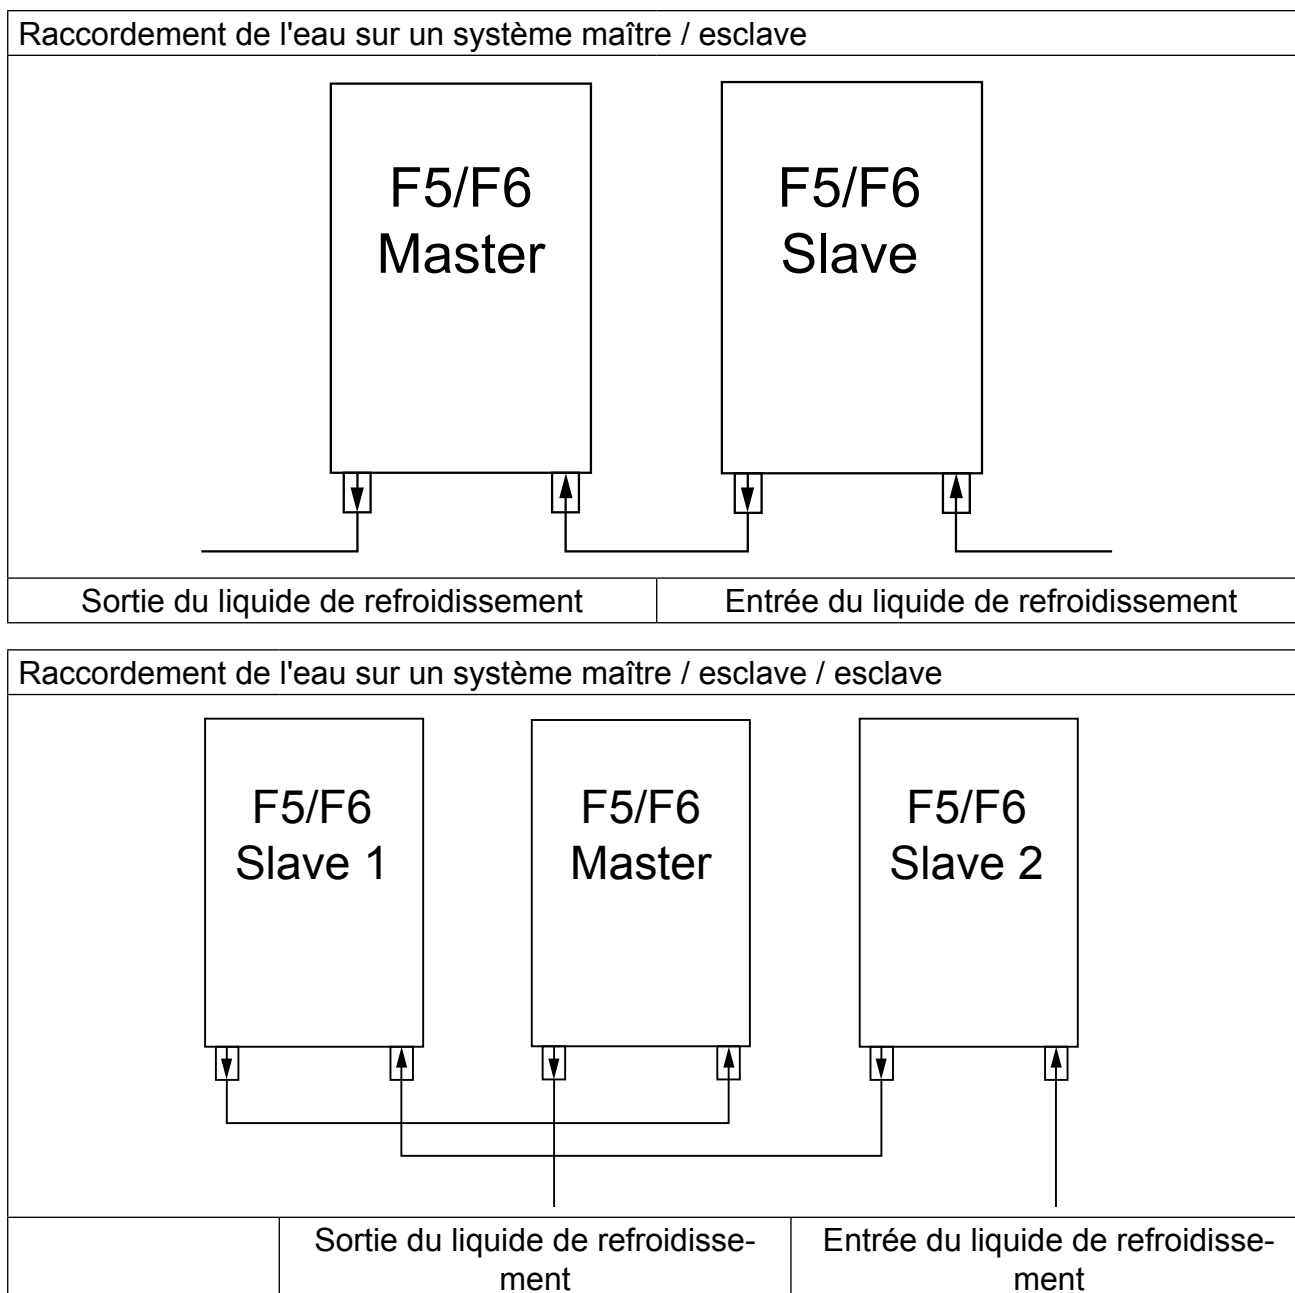 Raccordement de l'eau sur un système maître / esclave
F5/F6
Master
F5/F6
Slave
Sortie du liquide de refroidissement
Entrée du liquide de refroidissement
Raccordement de l'eau sur un système maître / esclave / esclave
F5/F6
Slave 1
F5/F6
Master
F5/F6
Slave 2
Sortie du liquide de refroidisse-
ment
Entrée du liquide de refroidisse-
ment